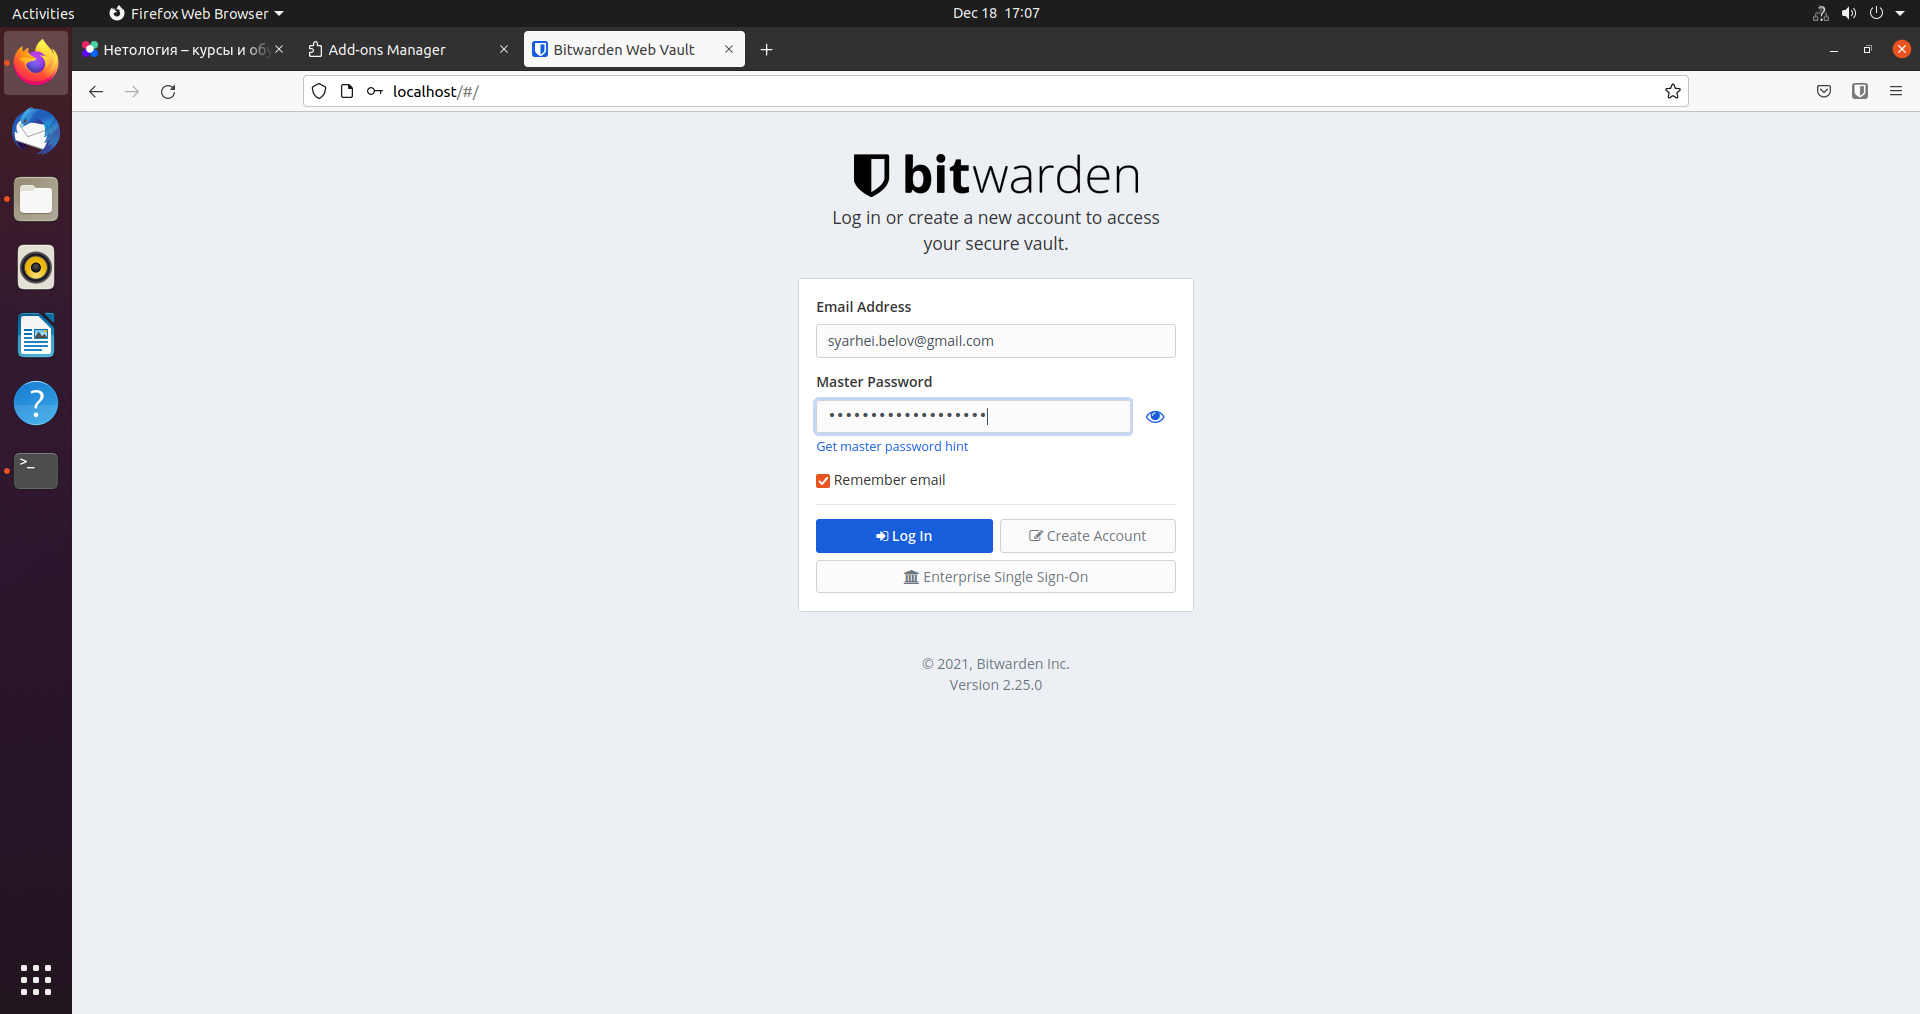 Activities
Firefox Web Browser
Dec 18 17:07
Нетология – курсы и обу
Add-ons Manager
Bitwarden Web Vault
localhost/#/
bitwarden
Log in or create a new account to access
your secure vault.
Email Address
syarhei.belov@gmail.com
Master Password
•••••••••••••••••••
Get master password hint
Remember email
Log In
Create Account
Enterprise Single Sign-On
© 2021, Bitwarden Inc.
Version 2.25.0